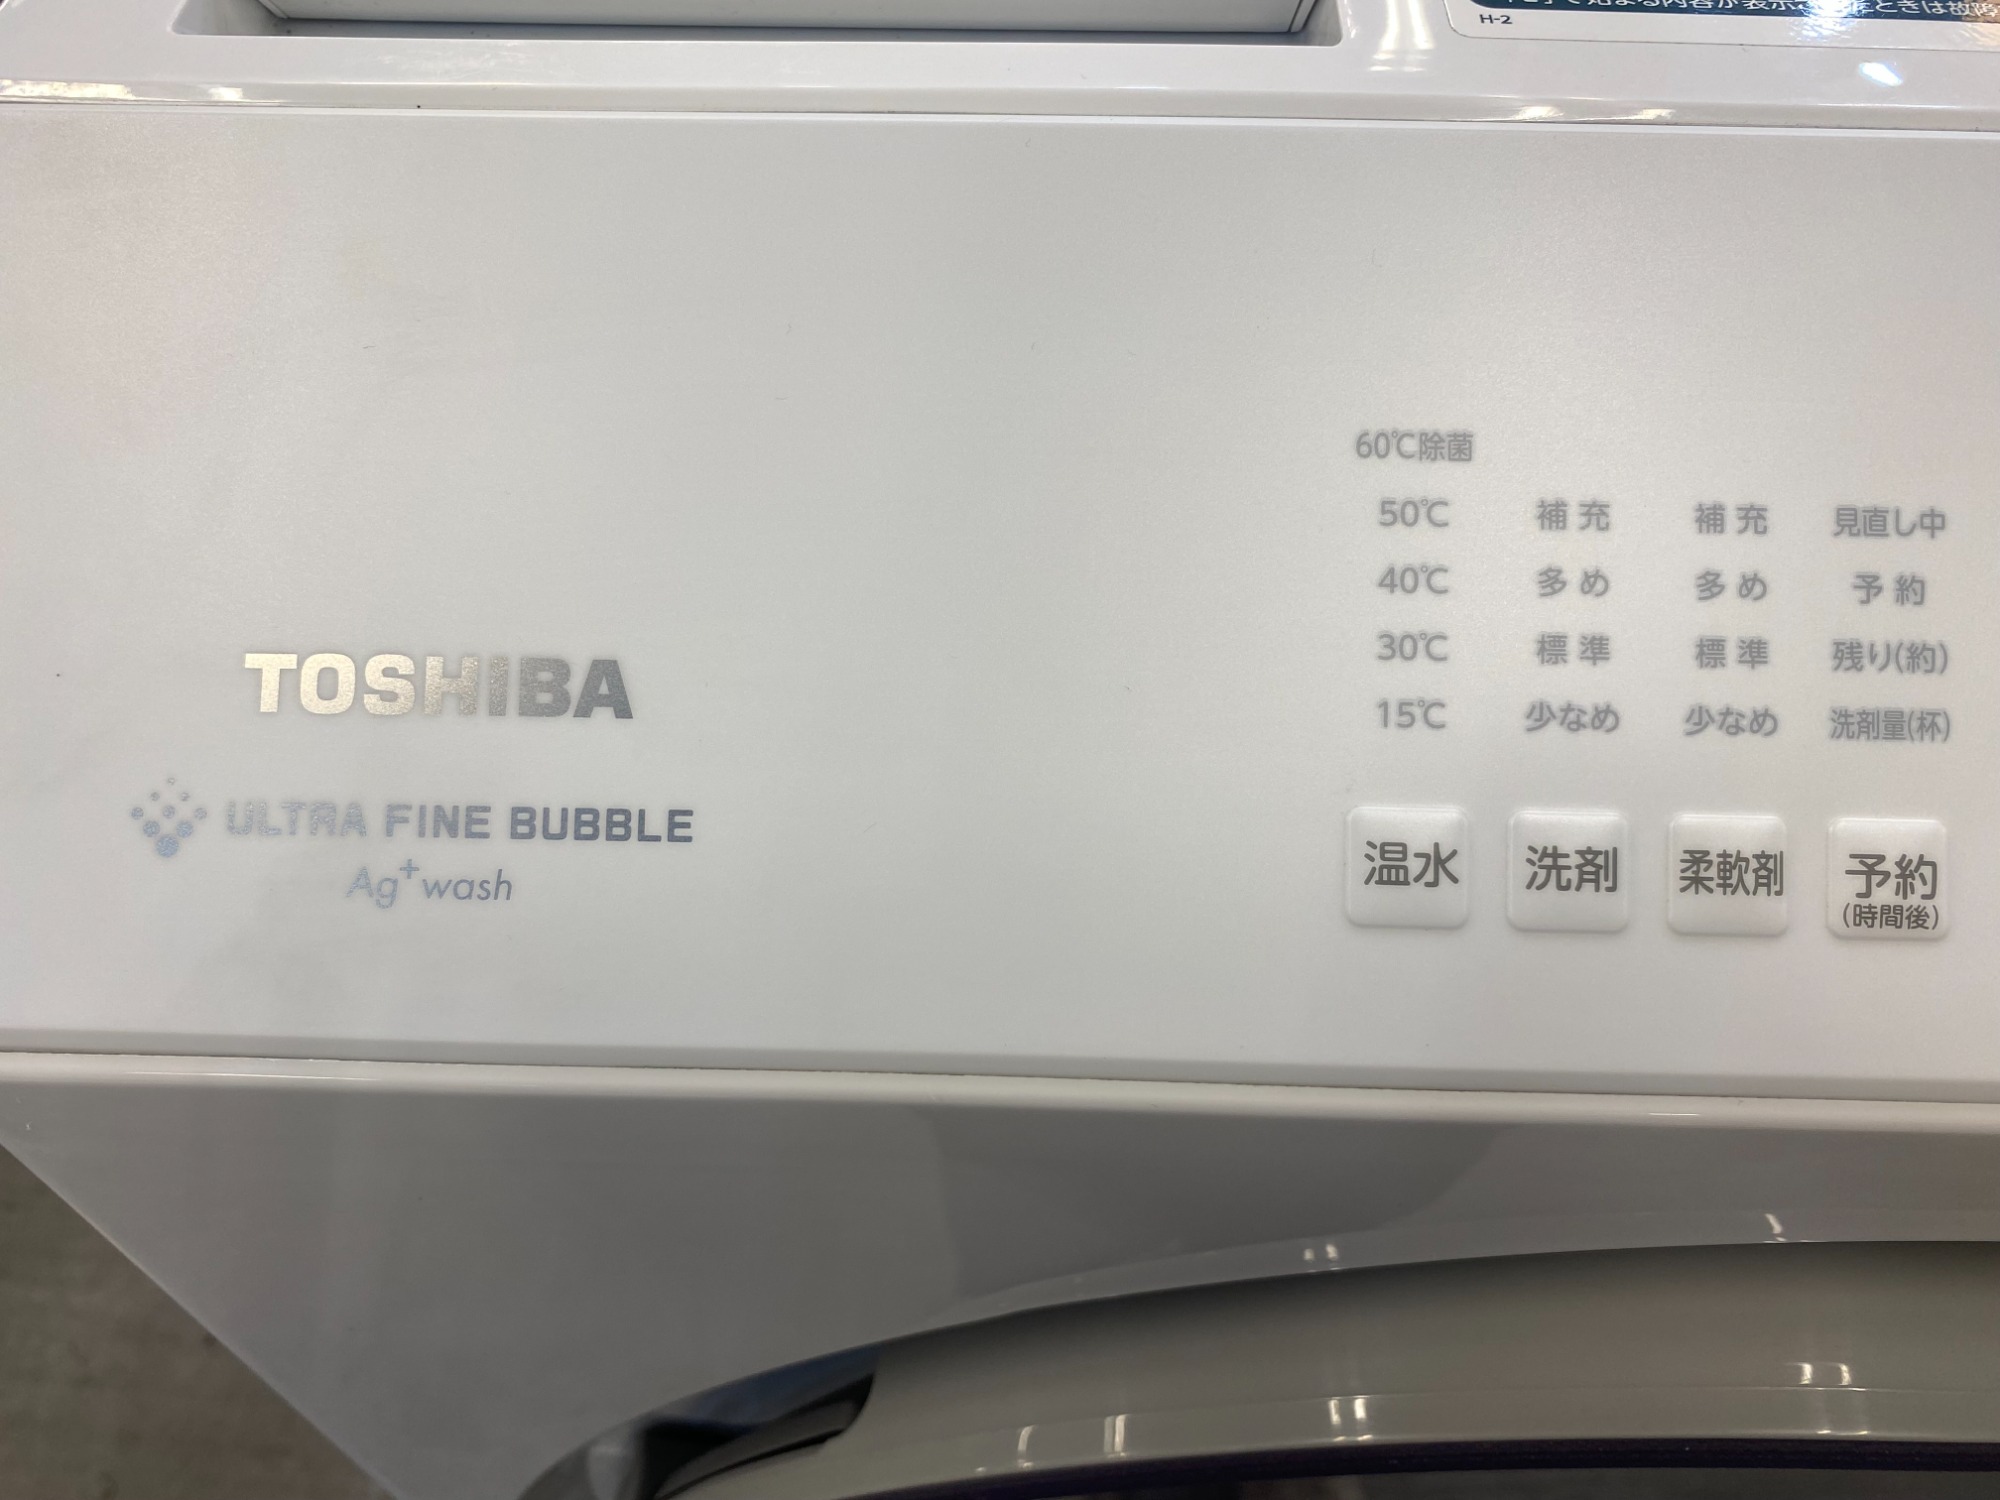 H-2
60℃除菌
50℃ 補充 補充 見直し中
40℃ 多め 多め 予約
30℃ 標準 標準 残り(約)
15℃ 少なめ 少なめ 洗剤量(杯)
TOSHIBA
ULTRA FINE BUBBLE
Ag⁺wash
温水 洗剤 柔軟剤 予約
(時間後)